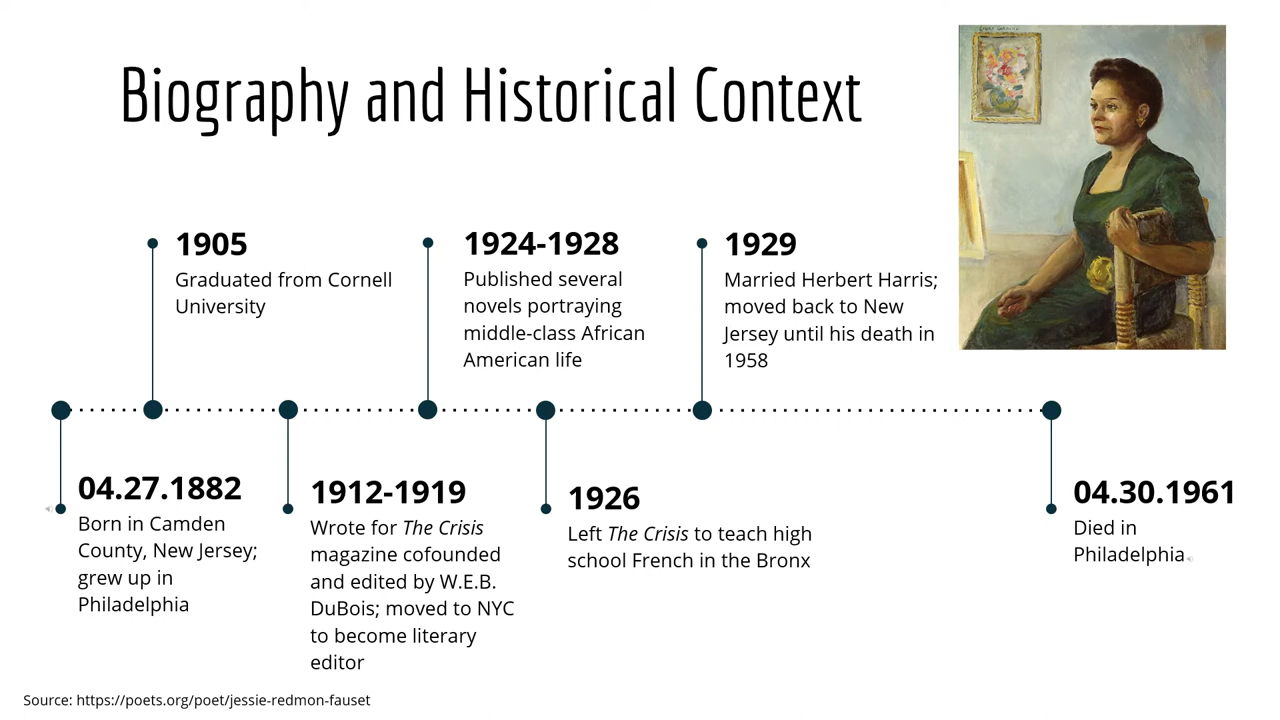 Biography and Historical Context
1905
Graduated from Cornell
University
1924-1928
Published several
novels portraying
middle-class African
American life
1929
Married Herbert Harris;
moved back to New
Jersey until his death in
1958
04.27.1882
Born in Camden
County, New Jersey;
grew up in
Philadelphia
1912-1919
Wrote for The Crisis
magazine cofounded
and edited by W.E.B.
DuBois; moved to NYC
to become literary
editor
1926
Left The Crisis to teach high
school French in the Bronx
04.30.1961
Died in
Philadelphia
Source: https://poets.org/poet/jessie-redmon-fauset